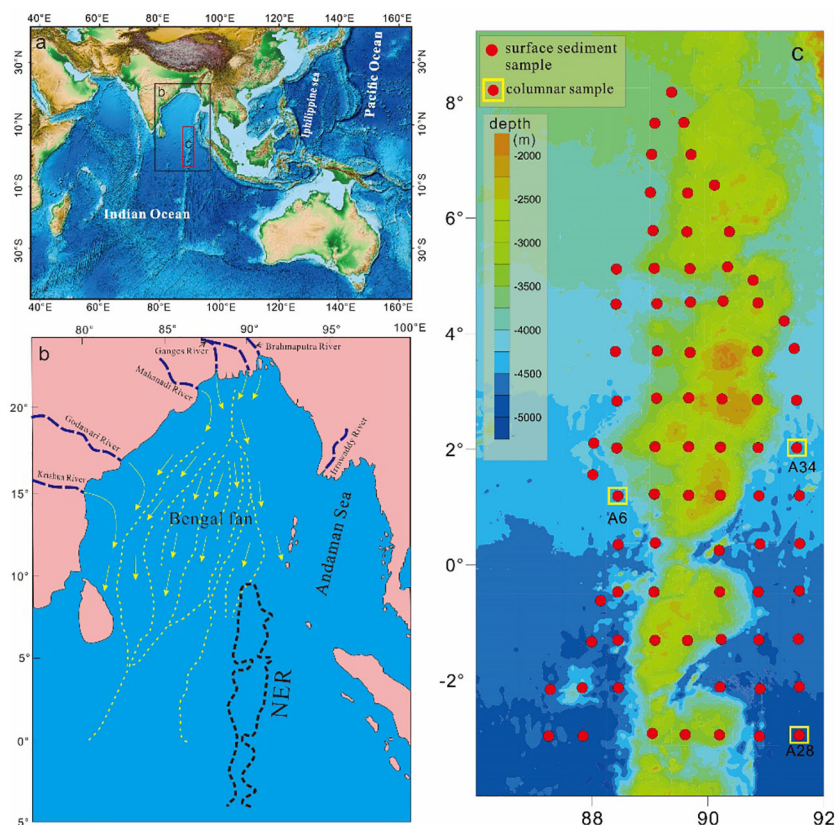 40°E 60°E 80°E 100°E 120°E 140°E 160°E
a
30°N
10°N
10°S
30°S
30°N
10°N
10°S
30°S
b
c
Indian Ocean
Iphilippine sea
Pacific Ocean
40°E 60°E 80°E 100°E 120°E 140°E 160°E
80° 85° 90° 95° 100°E
b
20°
15°
10°
5°
0°
5°S
Ganges River
Brahmaputra River
Mahanadi River
Godawari River
Krishna River
Irrawaddy River
Bengal fan
Andaman Sea
NER
c
surface sediment
sample
columnar sample
depth
(m)
-2000
-2500
-3000
-3500
-4000
-4500
-5000
8°
6°
4°
2°
0°
-2°
A34
A6
A28
88 90 92